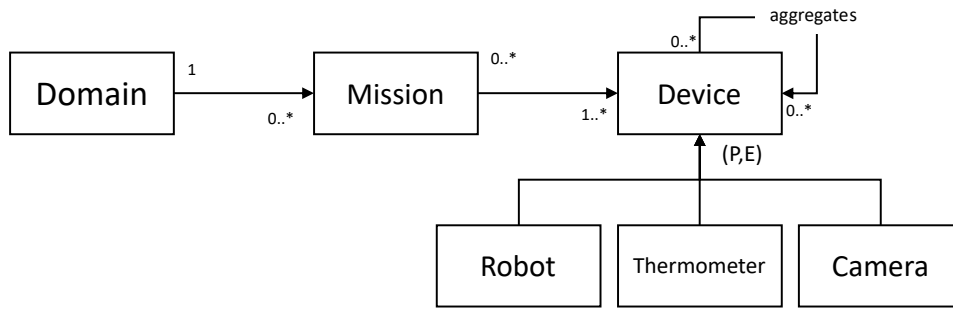 aggregates
0..*
1
0..*
Domain
Mission
Device
0..*
1..*
0..*
(P,E)
Robot
Thermometer
Camera